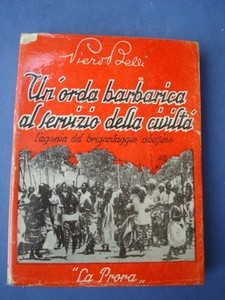 Piero Pelli
Un'orda barbarica
al servizio della civiltà
l'agonia del brigantaggio abissino
"La Prora"